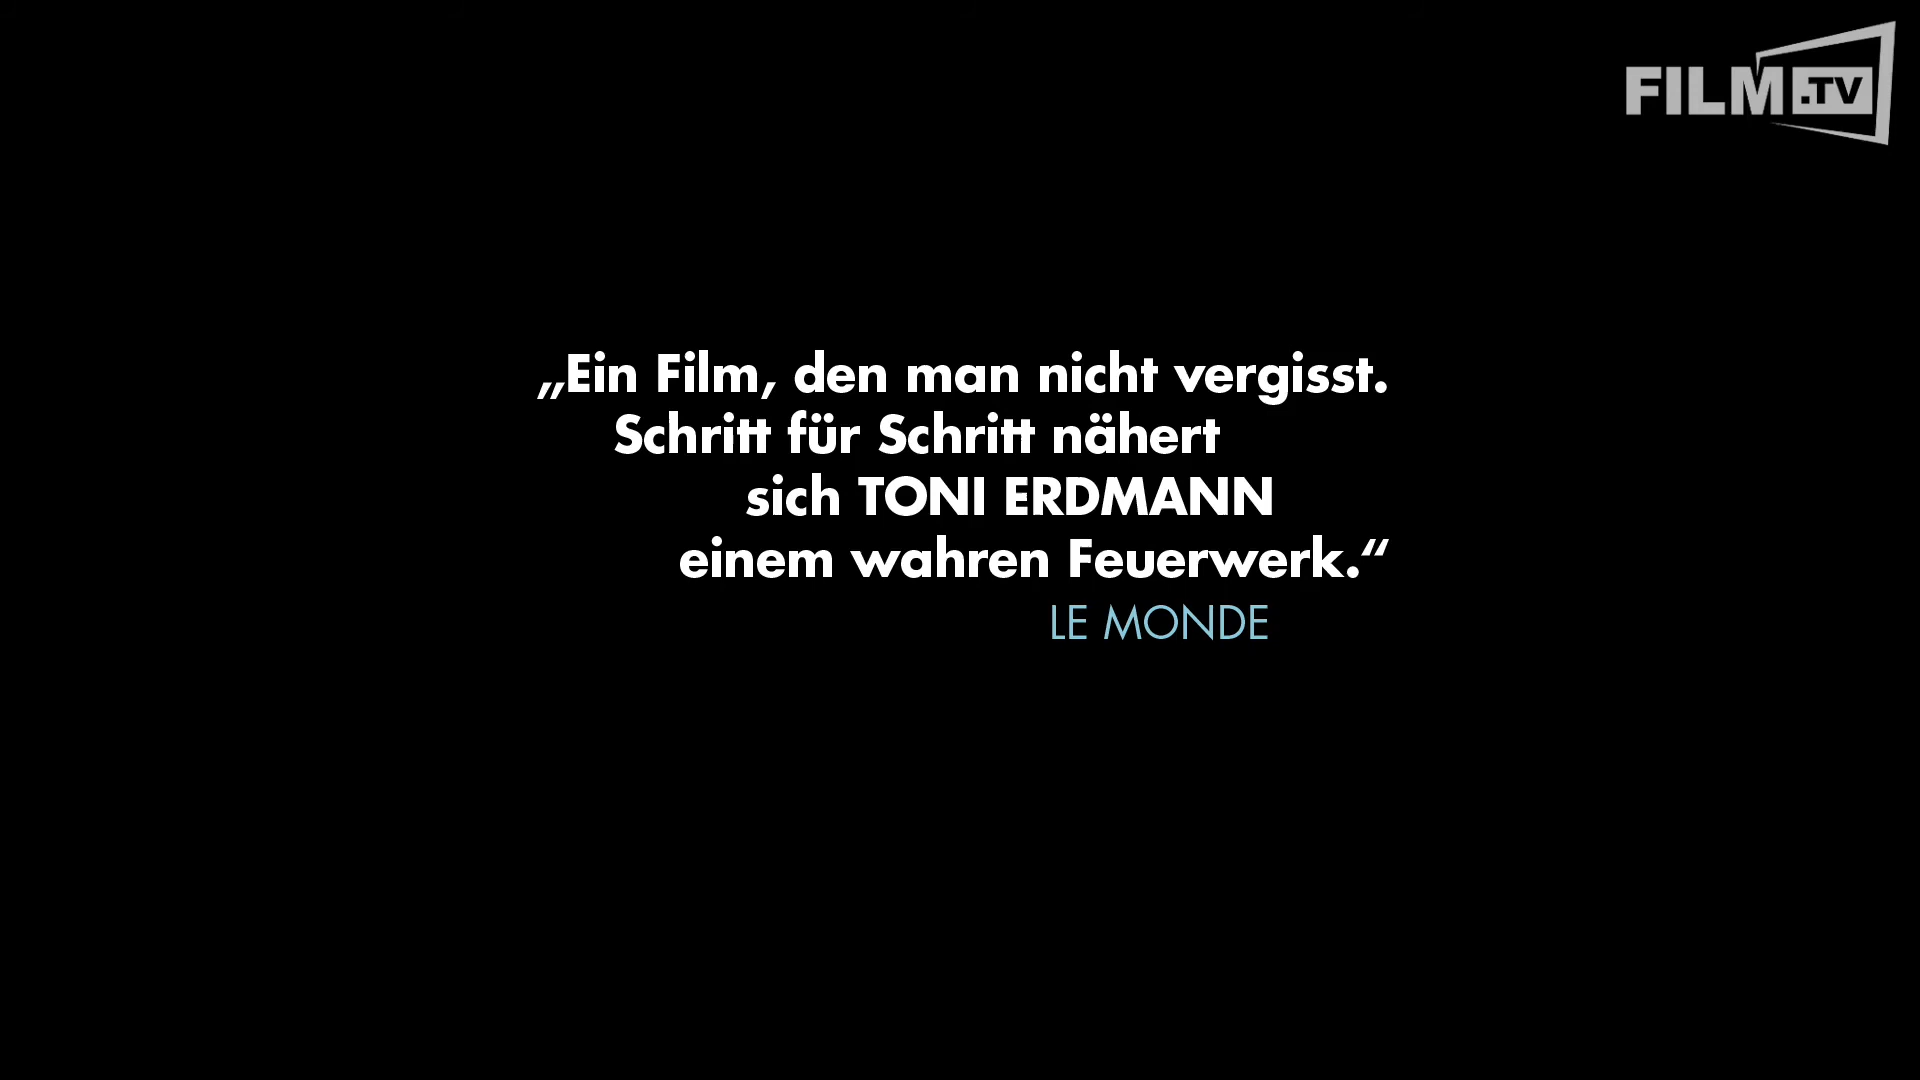 FILM.TV
„Ein Film, den man nicht vergisst.
Schritt für Schritt nähert
sich TONI ERDMANN
einem wahren Feuerwerk.“
LE MONDE